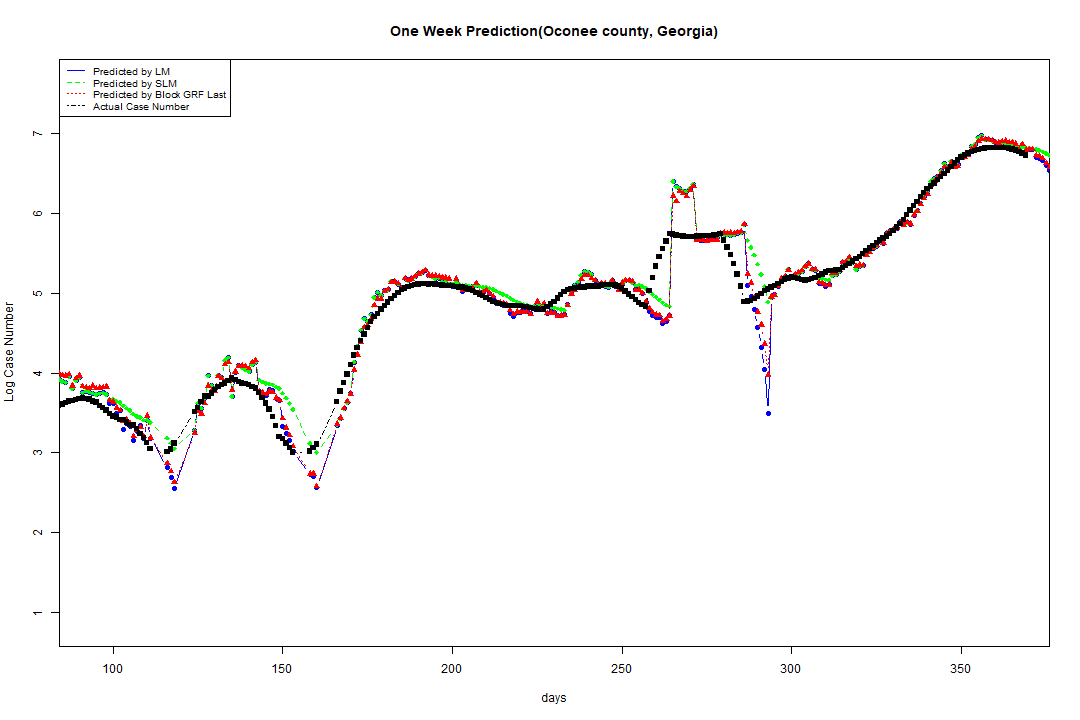 One Week Prediction(Oconee county, Georgia)
Predicted by LM
Predicted by SLM
Predicted by Block GRF Last
Actual Case Number
Log Case Number
7
6
5
4
3
2
1
100 150 200 250 300 350
days